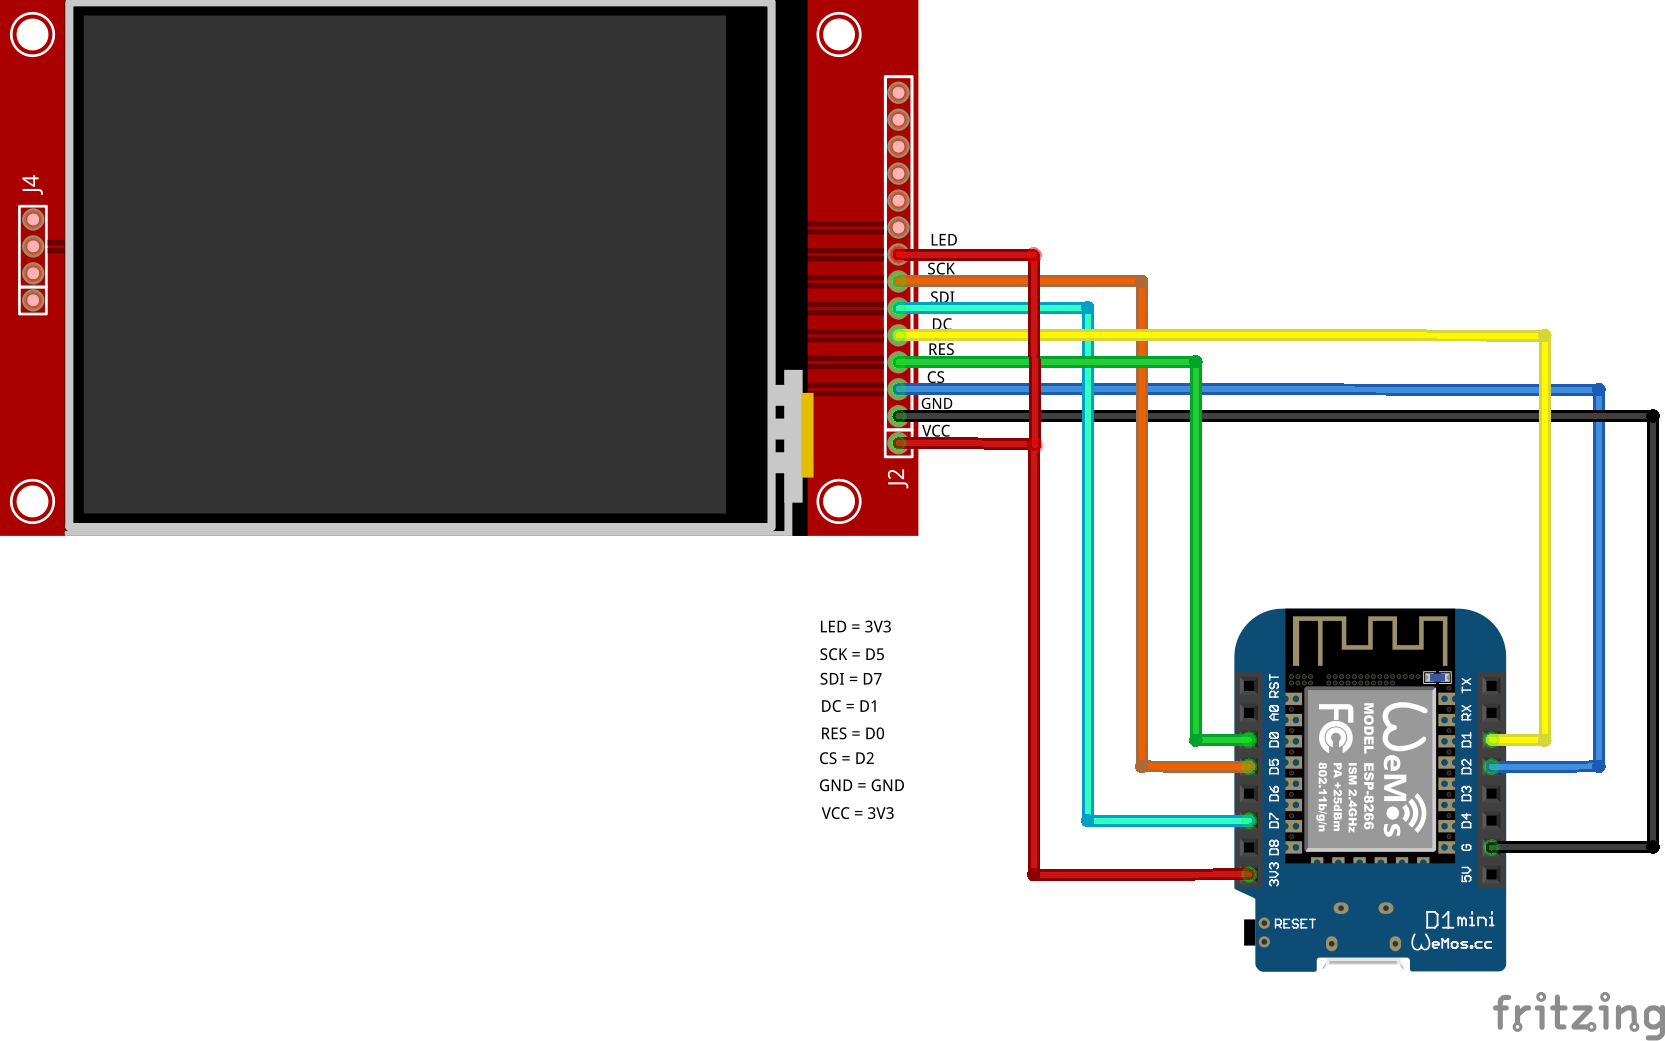 J4
LED
SCK
SDI
DC
RES
CS
GND
VCC
J2
LED = 3V3
SCK = D5
SDI = D7
DC = D1
RES = D0
CS = D2
GND = GND
VCC = 3V3
RST
A0
D0
D5
D6
D7
D8
3V3
TX
RX
D1
D2
D3
D4
G
5V
WeMos
FC
MODEL ESP-8266
ISM 2.4GHz
PA +25dBm
802.11b/g/n
RESET
D1mini
WeMos.cc
fritzing